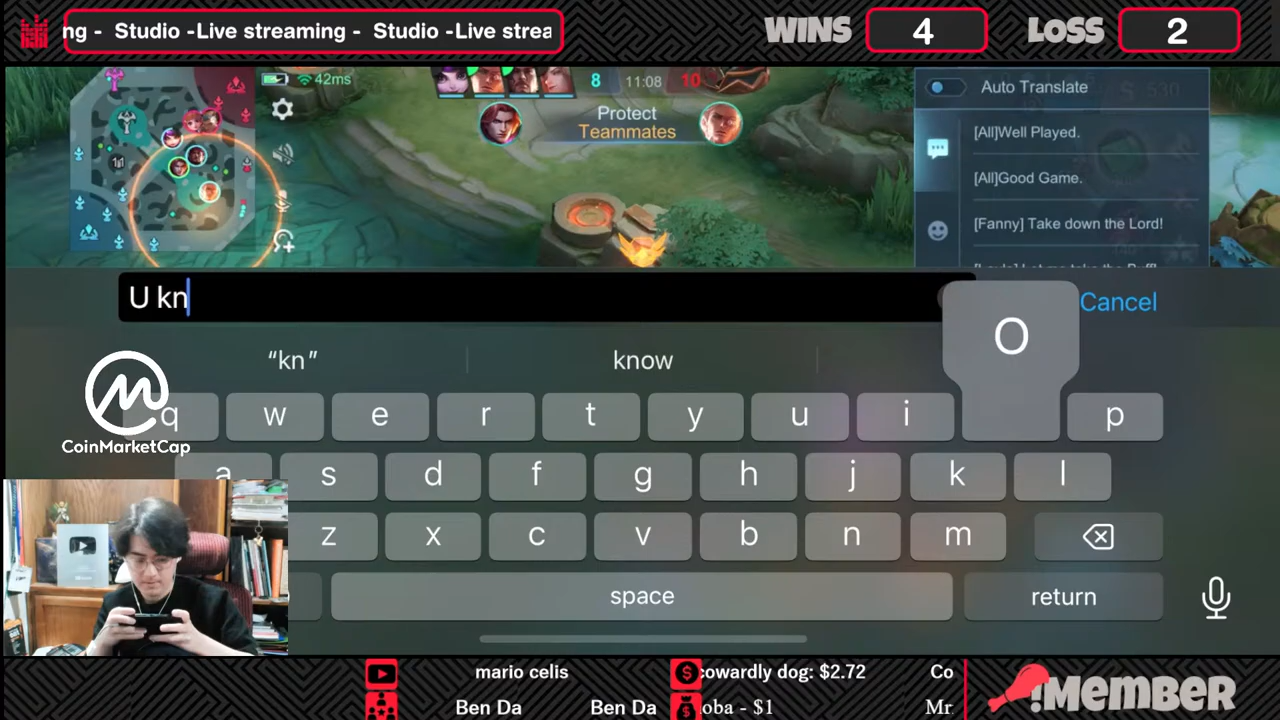 ng -  Studio -Live streaming -  Studio -Live strea
WINS 4 LOSS 2
42ms
8 11:08 10
Protect
Teammates
Auto Translate
[All]Well Played.
[All]Good Game.
[Fanny] Take down the Lord!
U kn
Cancel
O
“kn” know
q w e r t y u i p
a s d f g h j k l
z x c v b n m
space return
CoinMarketCap
mario celis cowardly dog: $2.72 Co
Ben Da Ben Da oba - $1 Mr.
!MEMBER